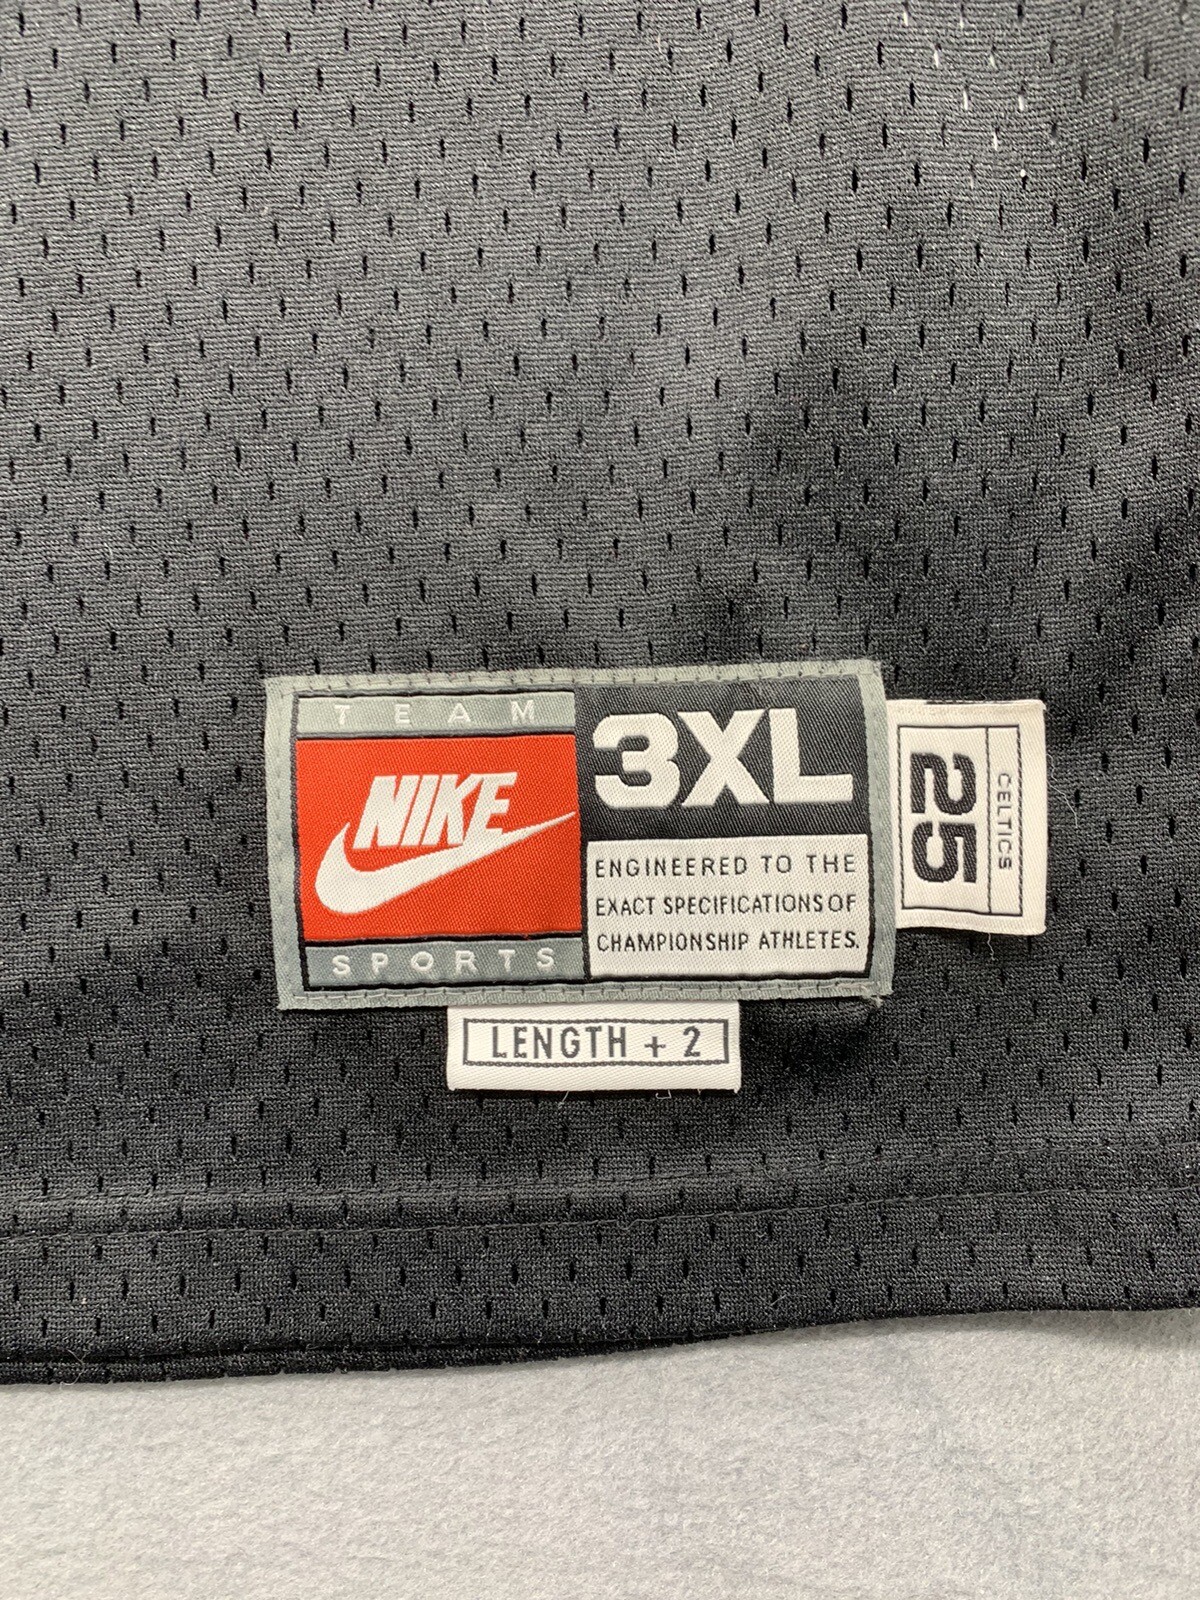 TEAM
NIKE
SPORTS
3XL
ENGINEERED TO THE
EXACT SPECIFICATIONS OF
CHAMPIONSHIP ATHLETES.
CELTICS
25
LENGTH + 2